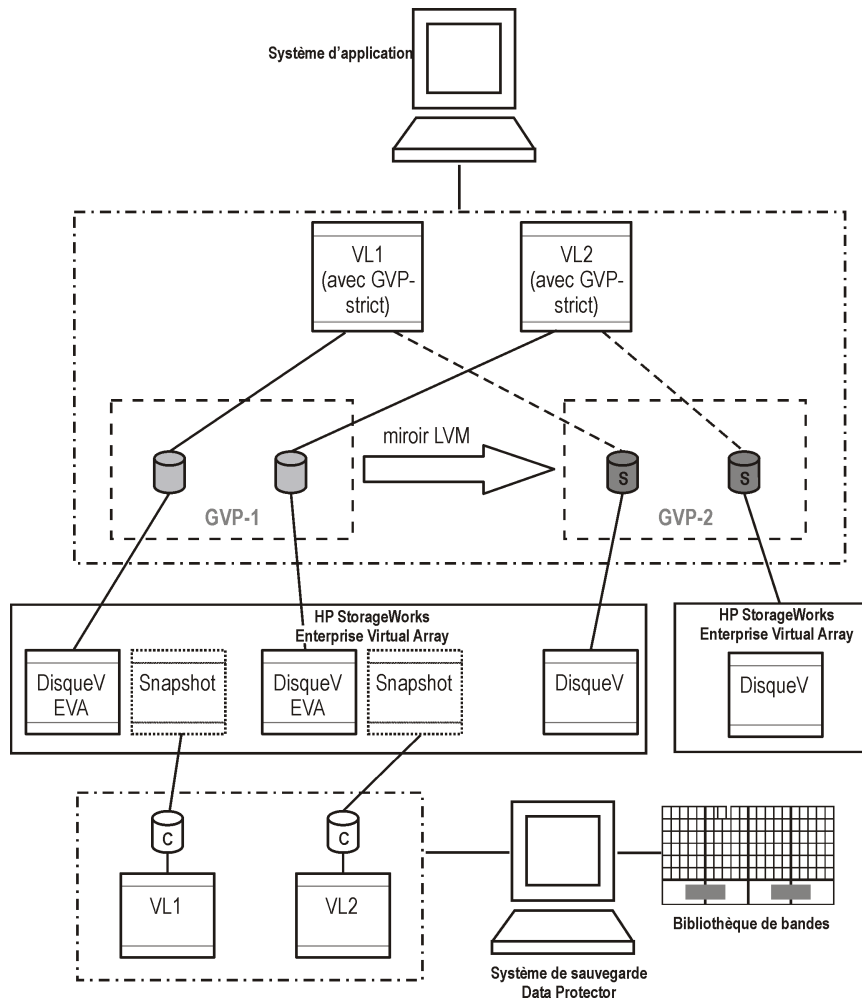 Système d'application
VL1
(avec GVP-
strict)
VL2
(avec GVP-
strict)
miroir LVM
S
S
GVP-1
GVP-2
HP StorageWorks
Enterprise Virtual Array
HP StorageWorks
Enterprise Virtual Array
DisqueV
EVA
Snapshot
DisqueV
EVA
Snapshot
DisqueV
DisqueV
C
C
VL1
VL2
Bibliothèque de bandes
Système de sauvegarde
Data Protector